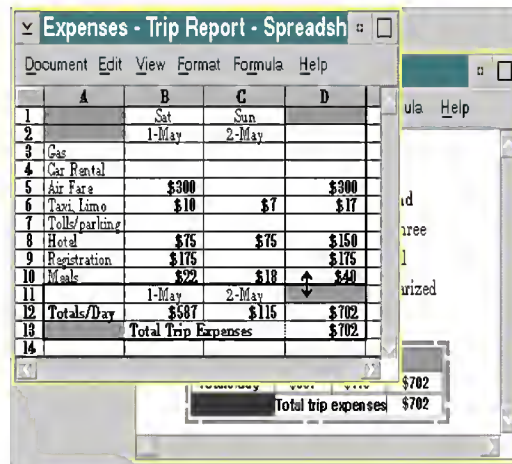 Expenses - Trip Report - Spreadsh
Document Edit View Format Formula Help
A B C D
1 Sat Sun
2 1-May 2-May
3 Gas
4 Car Rental
5 Air Fare $300 $300
6 Taxi, Limo $10 $7 $17
7 Tolls/parking
8 Hotel $75 $75 $150
9 Registration $175 $175
10 Meals $22 $18 $40
11 1-May 2-May
12 Totals/Day $587 $115 $702
13 Total Trip Expenses $702
14
ula Help
d
hree
l
arized
$702
Total trip expenses $702